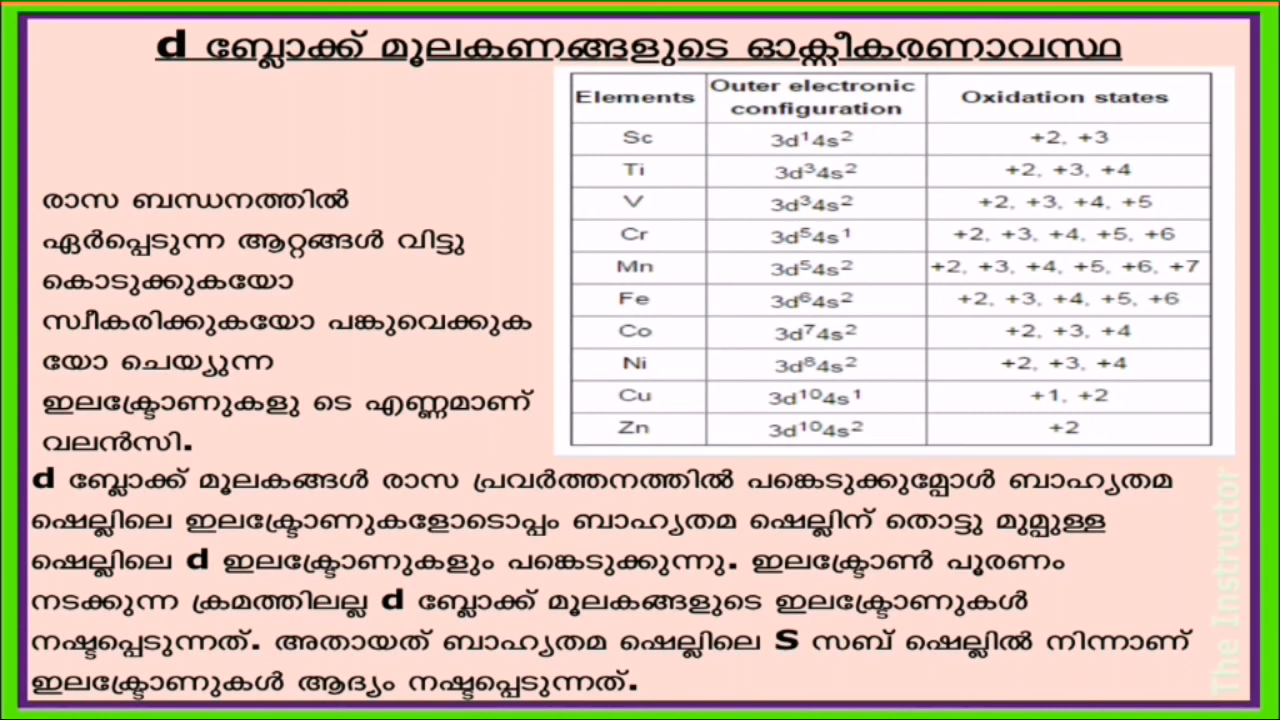 d ബ്ലോക്ക് മൂലകണങ്ങളുടെ ഓക്സീകരണാവസ്ഥ
Elements Outer electronic configuration Oxidation states
Sc 3d¹4s² +2, +3
Ti 3d³4s² +2, +3, +4
V 3d³4s² +2, +3, +4, +5
Cr 3d⁵4s¹ +2, +3, +4, +5, +6
Mn 3d⁵4s² +2, +3, +4, +5, +6, +7
Fe 3d⁶4s² +2, +3, +4, +5, +6
Co 3d⁷4s² +2, +3, +4
Ni 3d⁸4s² +2, +3, +4
Cu 3d¹⁰4s¹ +1, +2
Zn 3d¹⁰4s² +2
രാസ ബന്ധനത്തിൽ
ഏർപ്പെടുന്ന ആറ്റങ്ങൾ വിട്ടു
കൊടുക്കുകയോ
സ്വീകരിക്കുകയോ പങ്കുവെക്കുക
യോ ചെയ്യുന്ന
ഇലക്ട്രോണുകളു ടെ എണ്ണമാണ്
വലൻസി.
d ബ്ലോക്ക് മൂലകങ്ങൾ രാസ പ്രവർത്തനത്തിൽ പങ്കെടുക്കുമ്പോൾ ബാഹ്യതമ
ഷെല്ലിലെ ഇലക്ട്രോണുകളോടൊപ്പം ബാഹ്യതമ ഷെല്ലിന് തൊട്ടു മുമ്പുള്ള
ഷെല്ലിലെ d ഇലക്ട്രോണുകളും പങ്കെടുക്കുന്നു. ഇലക്ട്രോൺ പൂരണം
നടക്കുന്ന ക്രമത്തിലല്ല d ബ്ലോക്ക് മൂലകങ്ങളുടെ ഇലക്ട്രോണുകൾ
നഷ്ടപ്പെടുന്നത്. അതായത് ബാഹ്യതമ ഷെല്ലിലെ S സബ് ഷെല്ലിൽ നിന്നാണ്
ഇലക്ട്രോണുകൾ ആദ്യം നഷ്ടപ്പെടുന്നത്.
The Instructor